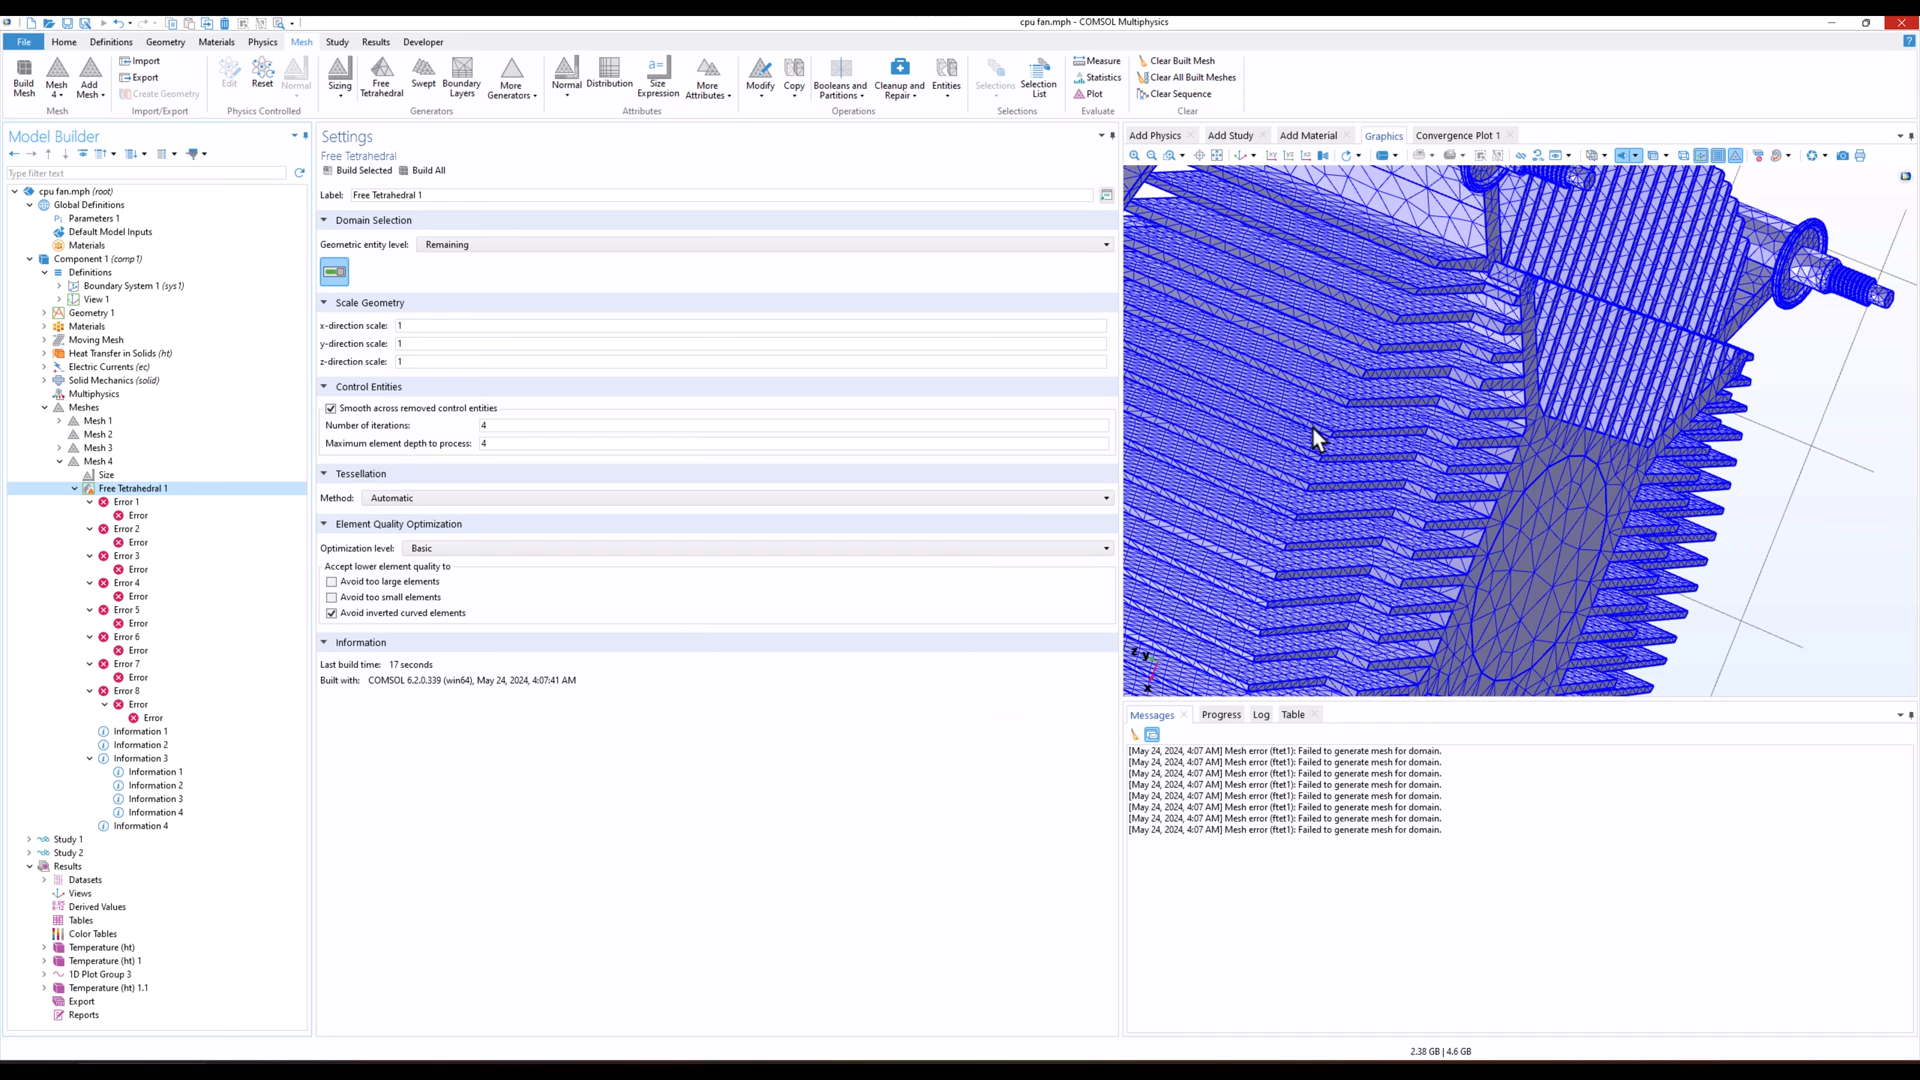 cpu fan.mph - COMSOL Multiphysics
File Home Definitions Geometry Materials Physics Mesh Study Results Developer
Build Mesh
Mesh 4
Add Mesh
Import
Export
Create Geometry
Edit
Reset
Normal
Sizing
Free Tetrahedral
Swept
Boundary Layers
More Generators
Normal
Distribution
a=
Size Expression
More Attributes
Modify
Copy
Booleans and Partitions
Cleanup and Repair
Entities
Selections
Selection List
Measure
Statistics
Plot
Clear Built Mesh
Clear All Built Meshes
Clear Sequence
Mesh Import/Export Physics Controlled Generators Attributes Operations Selections Evaluate Clear
Model Builder
Type filter text
cpu fan.mph (root)
Global Definitions
Pi Parameters 1
Default Model Inputs
Materials
Component 1 (comp1)
Definitions
Boundary System 1 (sys1)
View 1
Geometry 1
Materials
Moving Mesh
Heat Transfer in Solids (ht)
Electric Currents (ec)
Solid Mechanics (solid)
Multiphysics
Meshes
Mesh 1
Mesh 2
Mesh 3
Mesh 4
Size
Free Tetrahedral 1
Error 1
Error
Error 2
Error
Error 3
Error
Error 4
Error
Error 5
Error
Error 6
Error
Error 7
Error
Error 8
Error
Error
Information 1
Information 2
Information 3
Information 1
Information 2
Information 3
Information 4
Information 4
Study 1
Study 2
Results
Datasets
Views
Derived Values
Tables
Color Tables
Temperature (ht)
Temperature (ht) 1
1D Plot Group 3
Temperature (ht) 1.1
Export
Reports
Settings
Free Tetrahedral
Build Selected Build All
Label: Free Tetrahedral 1
Domain Selection
Geometric entity level: Remaining
Scale Geometry
x-direction scale: 1
y-direction scale: 1
z-direction scale: 1
Control Entities
Smooth across removed control entities
Number of iterations: 4
Maximum element depth to process: 4
Tessellation
Method: Automatic
Element Quality Optimization
Optimization level: Basic
Accept lower element quality to
Avoid too large elements
Avoid too small elements
Avoid inverted curved elements
Information
Last build time: 17 seconds
Built with: COMSOL 6.2.0.339 (win64), May 24, 2024, 4:07:41 AM
Add Physics Add Study Add Material Graphics Convergence Plot 1
z y
x
Messages Progress Log Table
[May 24, 2024, 4:07 AM] Mesh error (ftet1): Failed to generate mesh for domain.
[May 24, 2024, 4:07 AM] Mesh error (ftet1): Failed to generate mesh for domain.
[May 24, 2024, 4:07 AM] Mesh error (ftet1): Failed to generate mesh for domain.
[May 24, 2024, 4:07 AM] Mesh error (ftet1): Failed to generate mesh for domain.
[May 24, 2024, 4:07 AM] Mesh error (ftet1): Failed to generate mesh for domain.
[May 24, 2024, 4:07 AM] Mesh error (ftet1): Failed to generate mesh for domain.
[May 24, 2024, 4:07 AM] Mesh error (ftet1): Failed to generate mesh for domain.
[May 24, 2024, 4:07 AM] Mesh error (ftet1): Failed to generate mesh for domain.
2.38 GB | 4.6 GB